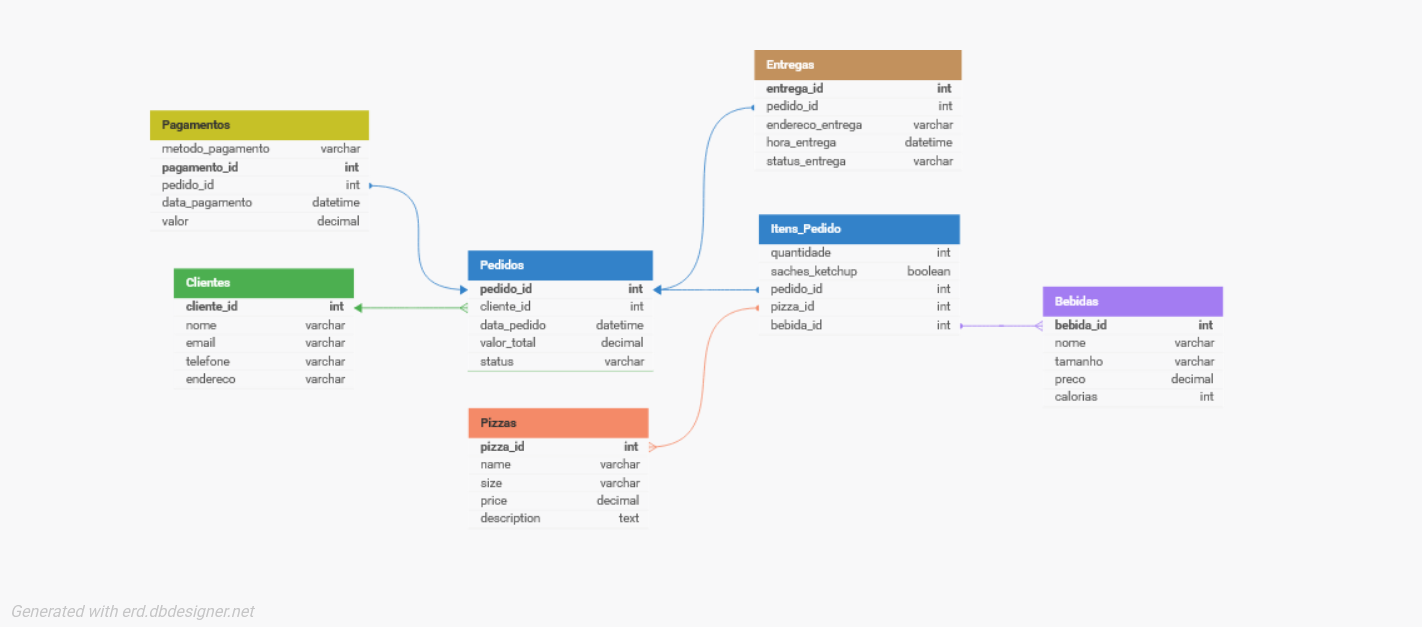 Entregas
entrega_id int
pedido_id int
endereco_entrega varchar
hora_entrega datetime
status_entrega varchar
Pagamentos
metodo_pagamento varchar
pagamento_id int
pedido_id int
data_pagamento datetime
valor decimal
Itens_Pedido
quantidade int
saches_ketchup boolean
pedido_id int
pizza_id int
bebida_id int
Pedidos
pedido_id int
cliente_id int
data_pedido datetime
valor_total decimal
status varchar
Clientes
cliente_id int
nome varchar
email varchar
telefone varchar
endereco varchar
Bebidas
bebida_id int
nome varchar
tamanho varchar
preco decimal
calorias int
Pizzas
pizza_id int
name varchar
size varchar
price decimal
description text
Generated with erd.dbdesigner.net